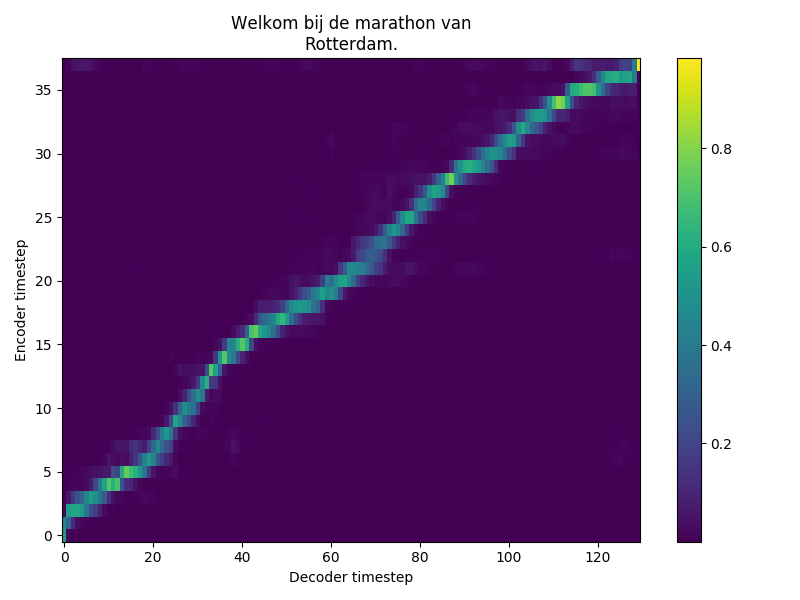 Welkom bij de marathon van
Rotterdam.
35
30
25
20
15
10
5
0
Encoder timestep
0 20 40 60 80 100 120
Decoder timestep
0.8
0.6
0.4
0.2